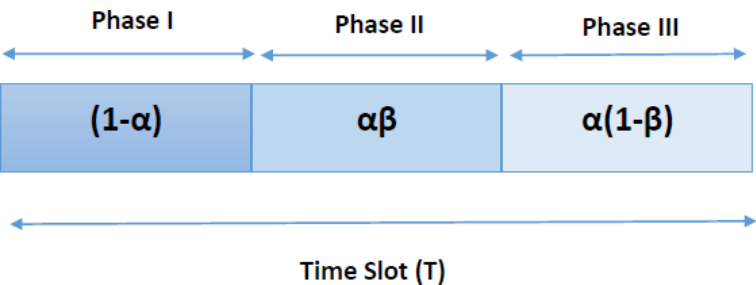 Phase I
Phase II
Phase III
(1-α)
αβ
α(1-β)
Time Slot (T)